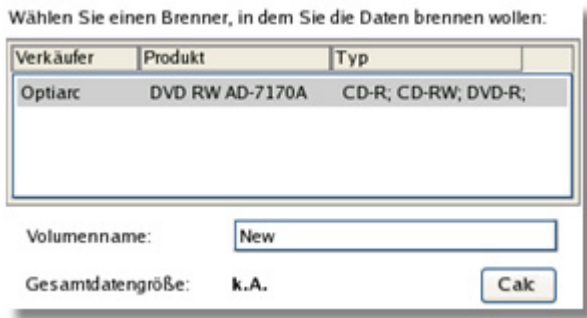 Wählen Sie einen Brenner, in dem Sie die Daten brennen wollen:
Verkäufer Produkt Typ
Optiarc DVD RW AD-7170A CD-R; CD-RW; DVD-R;
Volumenname: New
Gesamtdatengröße: k.A. Calc